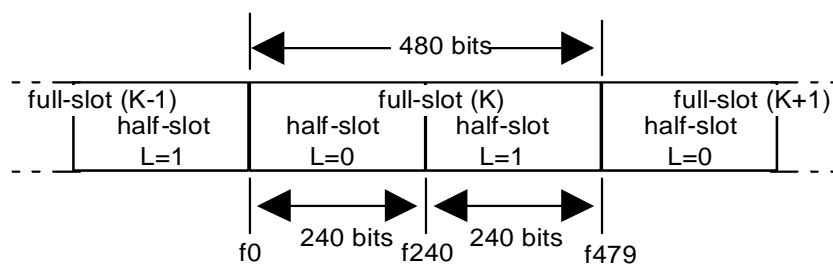 480 bits
full-slot (K-1) full-slot (K) full-slot (K+1)
half-slot half-slot half-slot half-slot
L=1 L=0 L=1 L=0
240 bits 240 bits
f0 f240 f479